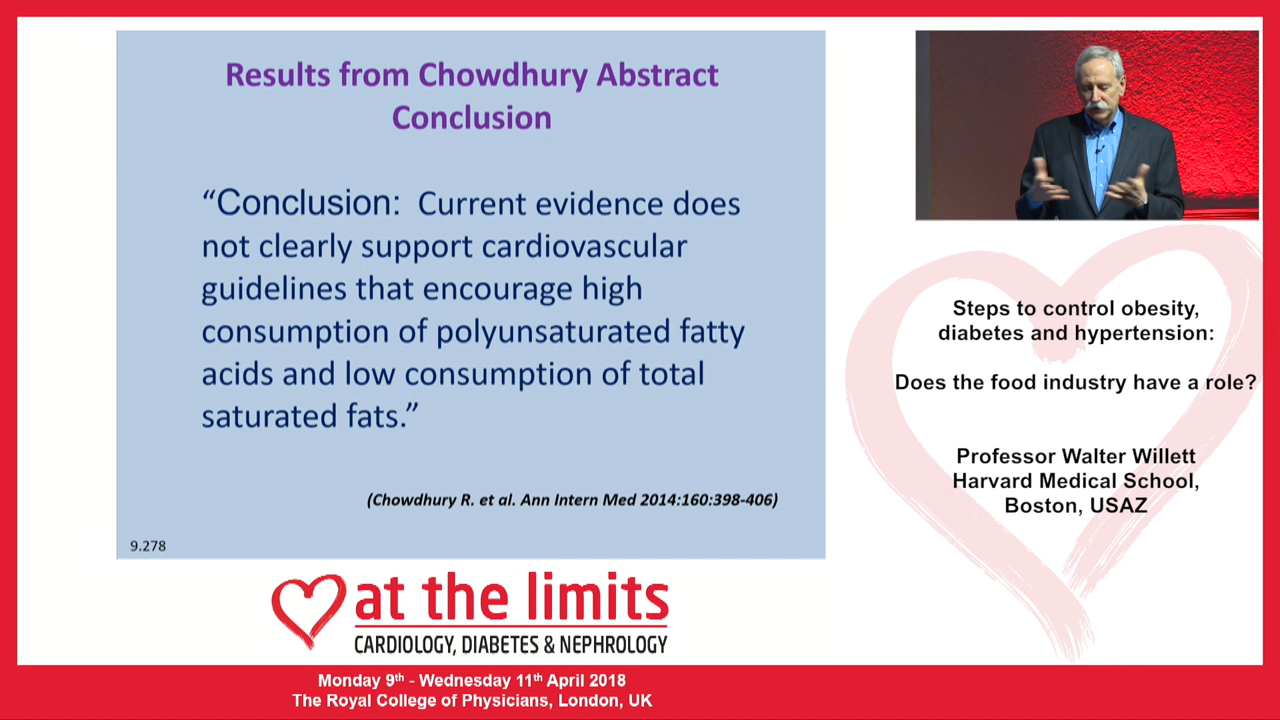 Results from Chowdhury Abstract
Conclusion
“Conclusion: Current evidence does
not clearly support cardiovascular
guidelines that encourage high
consumption of polyunsaturated fatty
acids and low consumption of total
saturated fats.”
(Chowdhury R. et al. Ann Intern Med 2014:160:398-406)
9.278
Steps to control obesity,
diabetes and hypertension:
Does the food industry have a role?
Professor Walter Willett
Harvard Medical School,
Boston, USAZ
at the limits
CARDIOLOGY, DIABETES & NEPHROLOGY
Monday 9th - Wednesday 11th April 2018
The Royal College of Physicians, London, UK